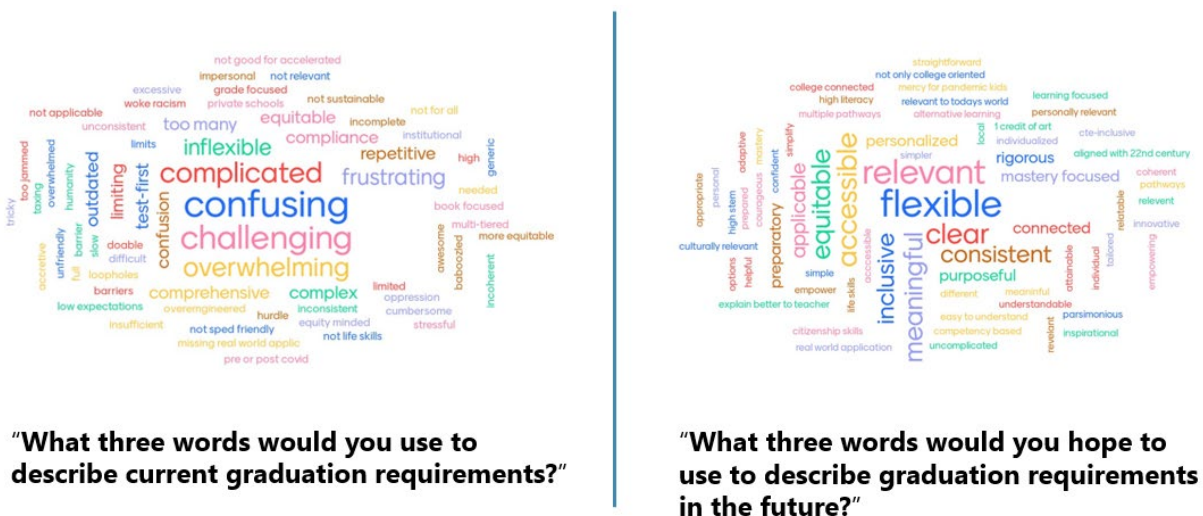 not good for accelerated
impersonal not relevant
excessive grade focused
woke racism private schools not sustainable
not applicable equitable incomplete not for all
unconsistent too many compliance institutional
limits inflexible repetitive high generic
too jammed overwhelmed outdated limiting test-first complicated frustrating
tricky taxing humanity confusing needed
book focused
confusion challenging multi-tiered
unfriendly barrier slow doable awesome baboozled more equitable
accretive full difficult overwhelming incoherent
loopholes
barriers comprehensive complex limited
low expectations overemgineered inconsistent oppression
cumbersome
insufficient hurdle equity minded stressful
not sped friendly not life skills
missing real world applic
pre or post covid
"What three words would you use to
describe current graduation requirements?"
straightforward
not only college oriented
college connected mercy for pandemic kids
high literacy relevant to todays world learning focused
multiple pathways alternative learning personally relevant
adaptive mastery simplify personalized local 1 credit of art cte-inclusive
individualized
simpler rigorous aligned with 22nd century
appropriate personal confident applicable equitable accessible relevant mastery focused coherent
pathways
high stem prepared courageous preparatory flexible relevent
culturally relevant clear connected relatable innovative
options helpful acccessible consistent tailored empowering
simple inclusive meaningful purposeful attainable individual
empower life skills different meaninful
explain better to teacher understandable
easy to understand parsimonious
citizenship skills competency based revelant inspirational
real world application uncomplicated
"What three words would you hope to
use to describe graduation requirements
in the future?"